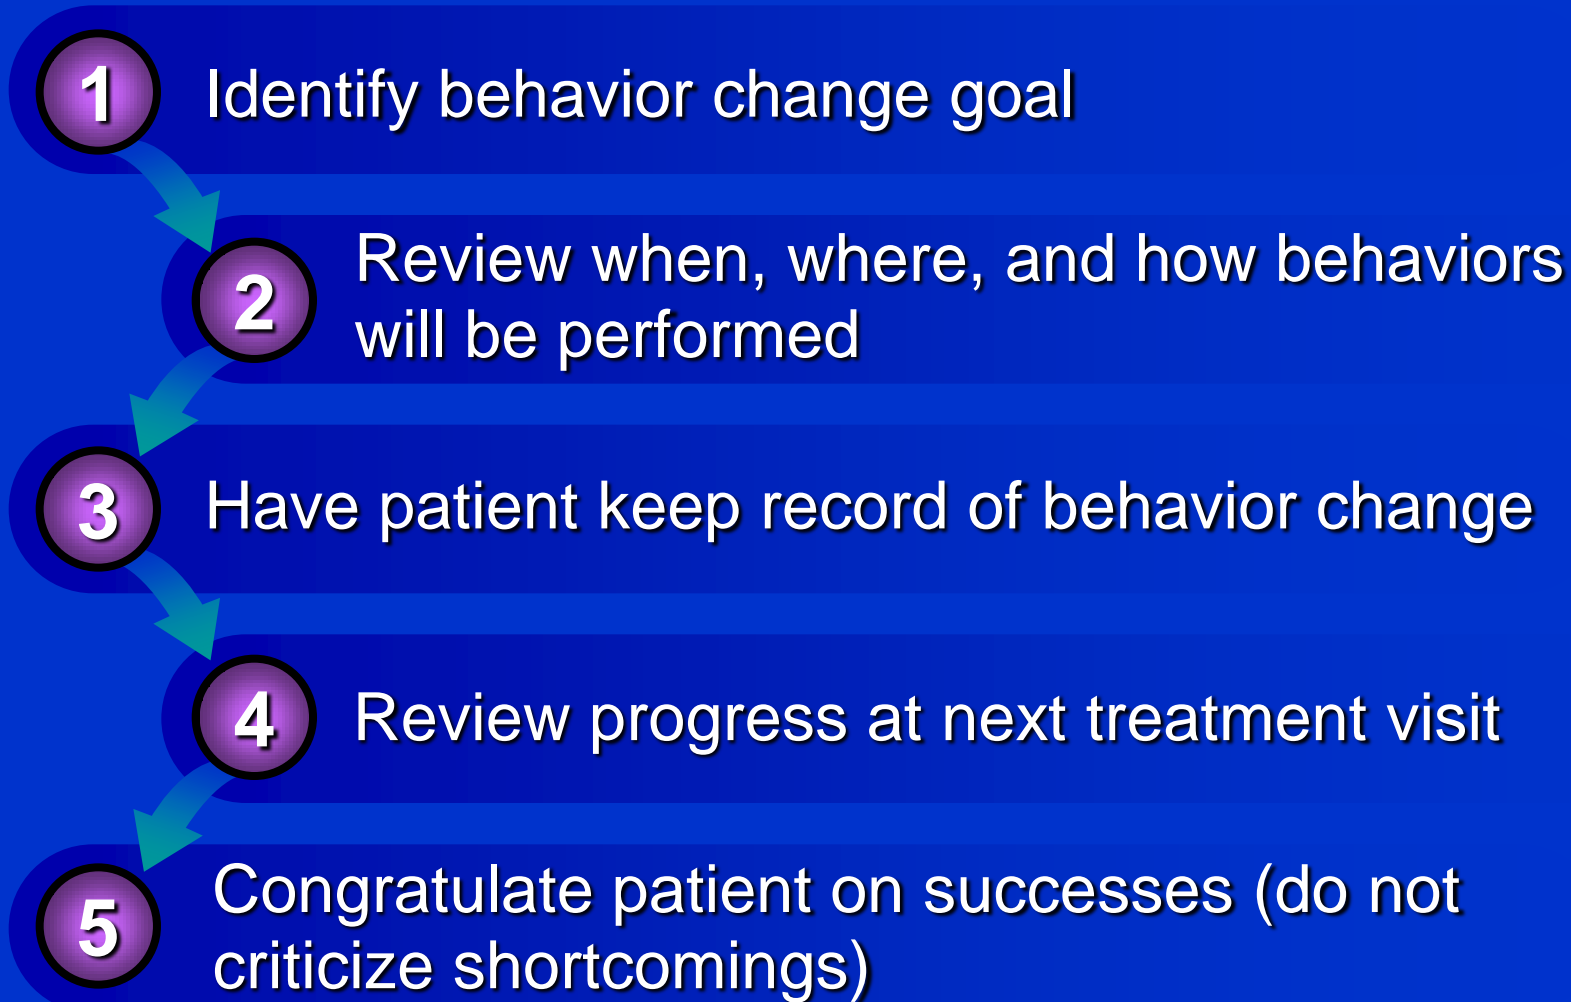 1
Identify behavior change goal
2
Review when, where, and how behaviors
will be performed
3
Have patient keep record of behavior change
4
Review progress at next treatment visit
5
Congratulate patient on successes (do not
criticize shortcomings)